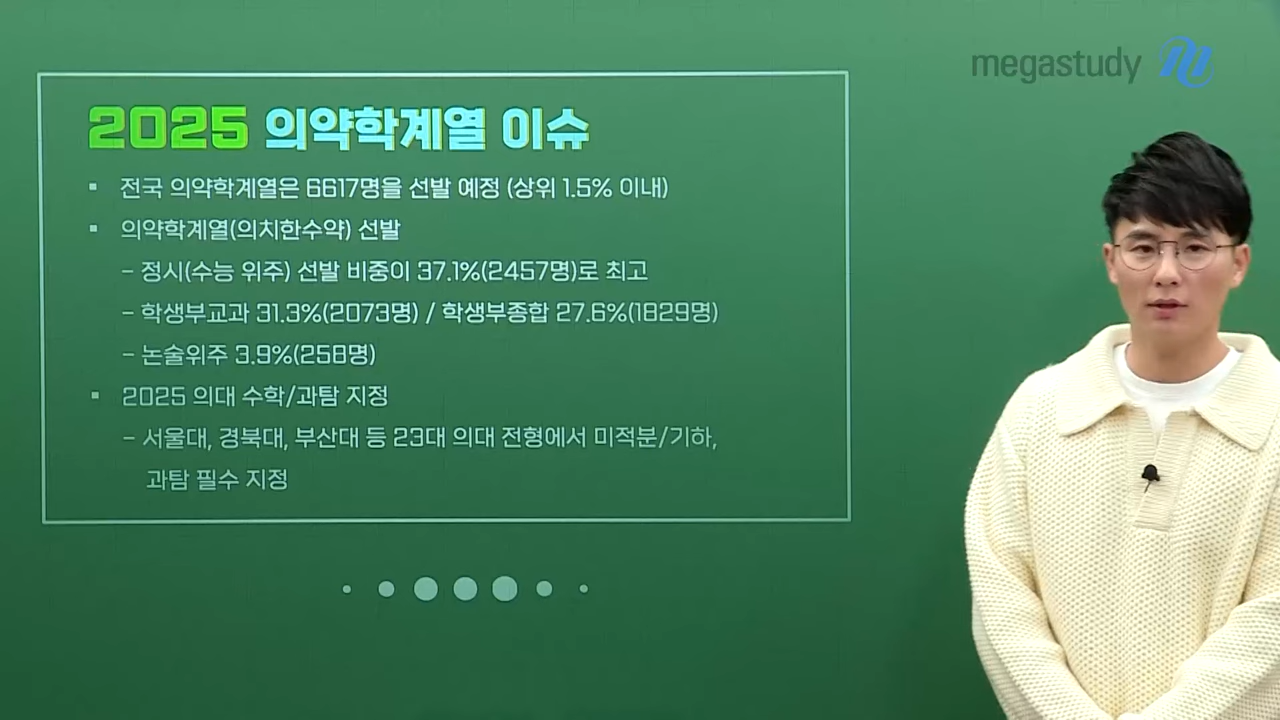 megastudy
2025 의약학계열 이슈
▪ 전국 의약학계열은 6617명을 선발 예정 (상위 1.5% 이내)
▪ 의약학계열(의치한수약) 선발
– 정시(수능 위주) 선발 비중이 37.1%(2457명)로 최고
– 학생부교과 31.3%(2073명) / 학생부종합 27.6%(1829명)
– 논술위주 3.9%(258명)
▪ 2025 의대 수학/과탐 지정
– 서울대, 경북대, 부산대 등 23대 의대 전형에서 미적분/기하,
과탐 필수 지정